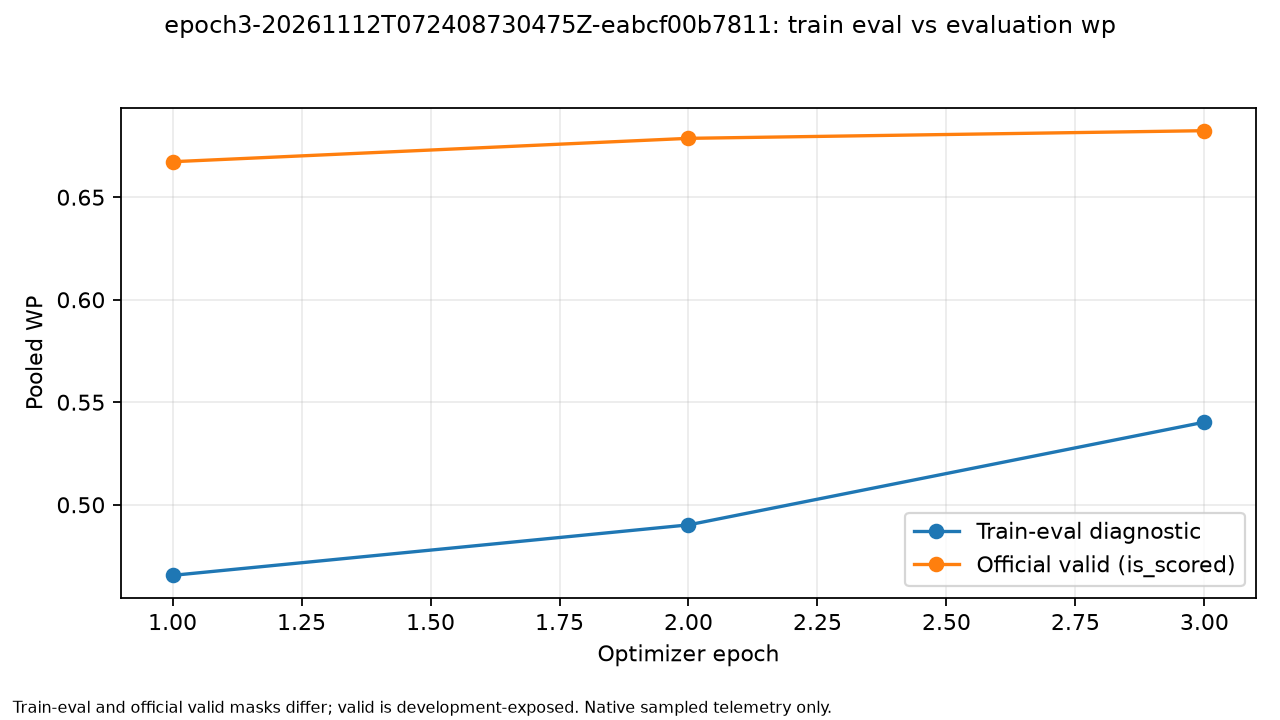 epoch3-20261112T072408730475Z-eabcf00b7811: train eval vs evaluation wp
Pooled WP
0.65
0.60
0.55
0.50
Train-eval diagnostic
Official valid (is_scored)
1.00 1.25 1.50 1.75 2.00 2.25 2.50 2.75 3.00
Optimizer epoch
Train-eval and official valid masks differ; valid is development-exposed. Native sampled telemetry only.